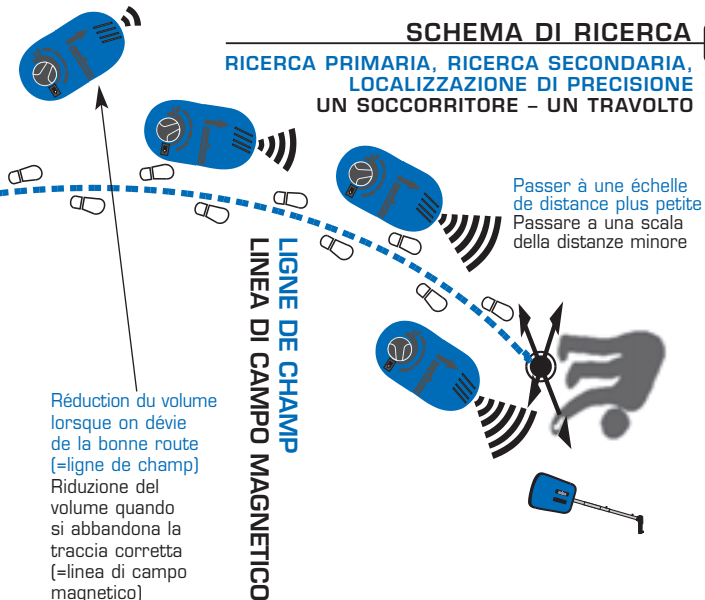 SCHEMA DI RICERCA
RICERCA PRIMARIA, RICERCA SECONDARIA,
LOCALIZZAZIONE DI PRECISIONE
UN SOCCORRITORE – UN TRAVOLTO
Passer à une échelle
de distance plus petite
Passare a una scala
della distanze minore
LIGNE DE CHAMP
LINEA DI CAMPO MAGNETICO
Réduction du volume
lorsque on dévie
de la bonne route
(=ligne de champ)
Riduzione del
volume quando
si abbandona la
traccia corretta
(=linea di campo
magnetico)